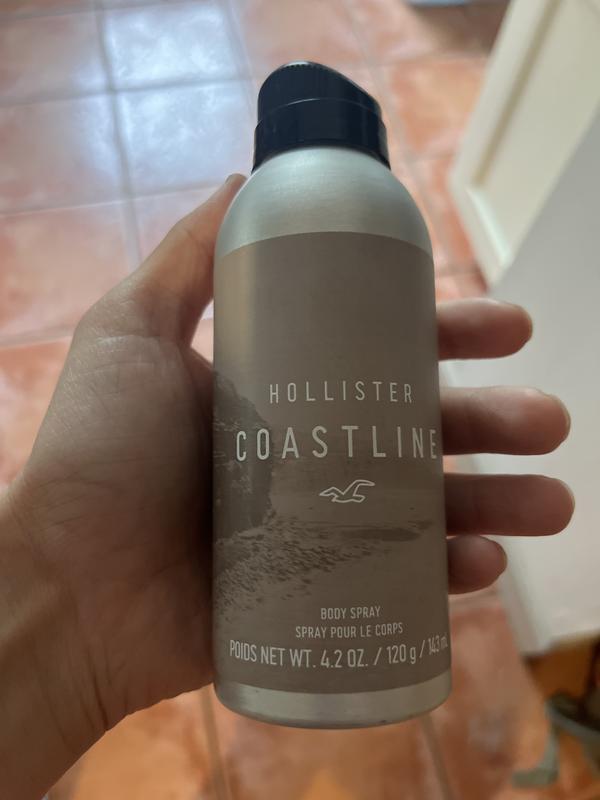 HOLLISTER
COASTLINE
BODY SPRAY
SPRAY POUR LE CORPS
POIDS NET WT. 4.2 OZ. / 120 g / 143 mL